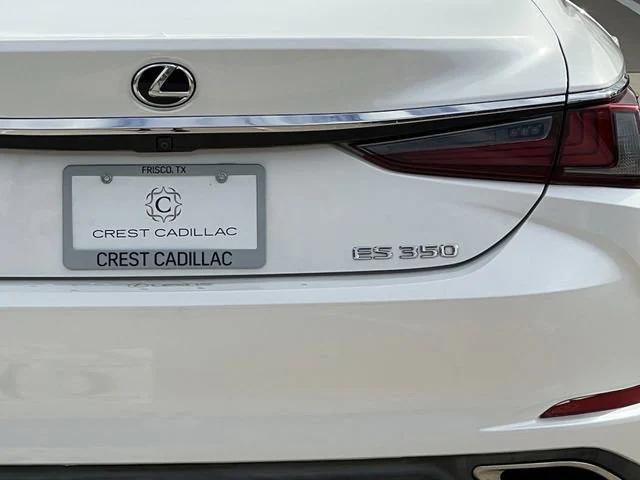 FRISCO, TX
C
CREST CADILLAC
CREST CADILLAC
ES 350